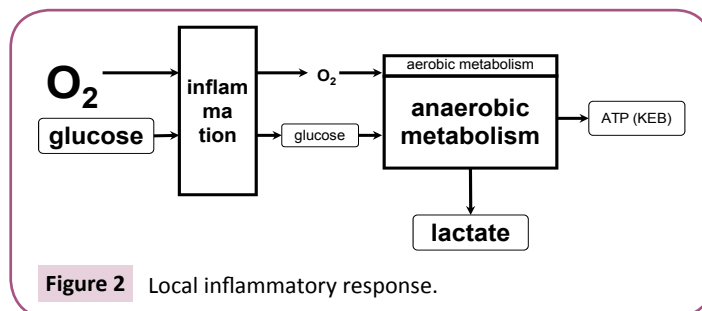 O₂
glucose
inflam
ma
tion
O₂
glucose
aerobic metabolism
anaerobic
metabolism
ATP (KEB)
lactate
Figure 2 Local inflammatory response.